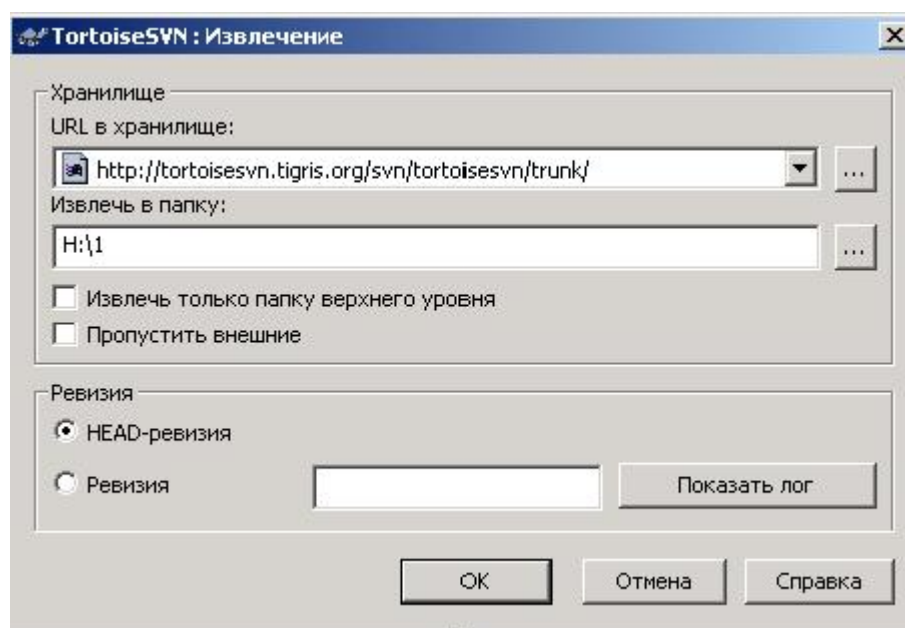 TortoiseSVN : Извлечение
Хранилище
URL в хранилище:
http://tortoisesvn.tigris.org/svn/tortoisesvn/trunk/
...
Извлечь в папку:
H:\1
...
Извлечь только папку верхнего уровня
Пропустить внешние
Ревизия
HEAD-ревизия
Ревизия
Показать лог
OK
Отмена
Справка